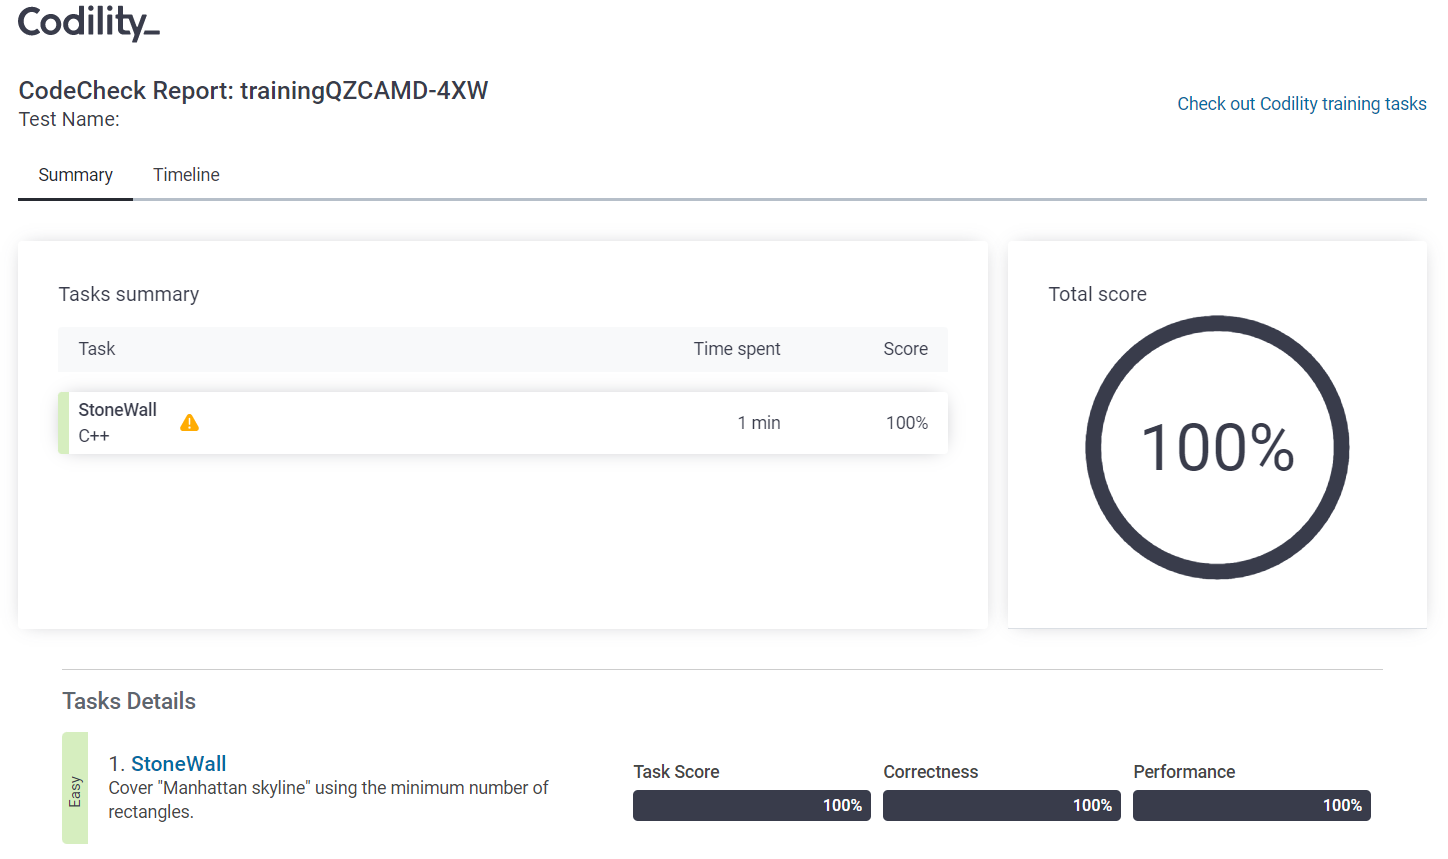 Codility_
CodeCheck Report: trainingQZCAMD-4XW
Test Name:
Check out Codility training tasks
Summary
Timeline
Tasks summary
Task
Time spent
Score
StoneWall
C++
1 min
100%
Total score
100%
Tasks Details
Easy
1. StoneWall
Cover "Manhattan skyline" using the minimum number of
rectangles.
Task Score
100%
Correctness
100%
Performance
100%